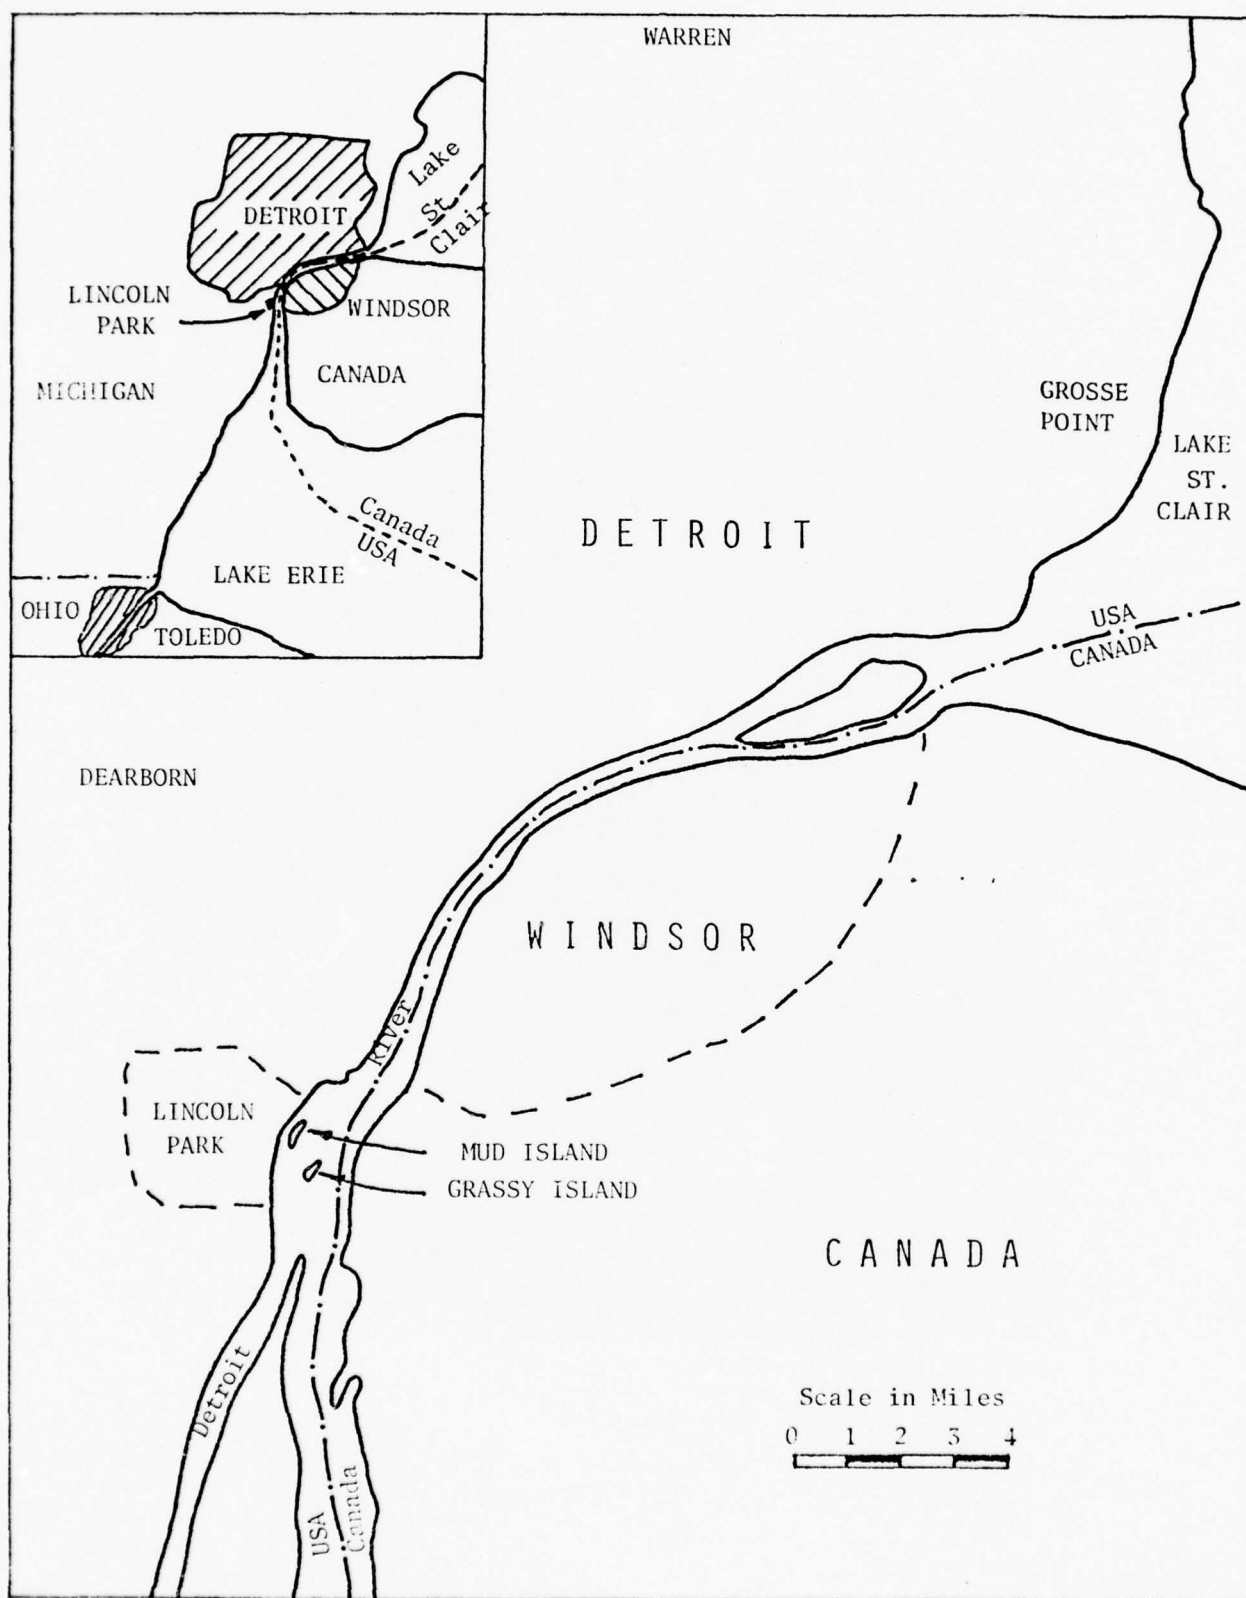 WARREN
Lake
St.
Clair
DETROIT
LINCOLN
PARK
WINDSOR
CANADA
MICHIGAN
Canada
USA
LAKE ERIE
OHIO
TOLEDO
GROSSE
POINT
LAKE
ST.
CLAIR
DETROIT
USA
CANADA
DEARBORN
WINDSOR
River
LINCOLN
PARK
MUD ISLAND
GRASSY ISLAND
CANADA
Detroit
Scale in Miles
0 1 2 3 4
USA
Canada